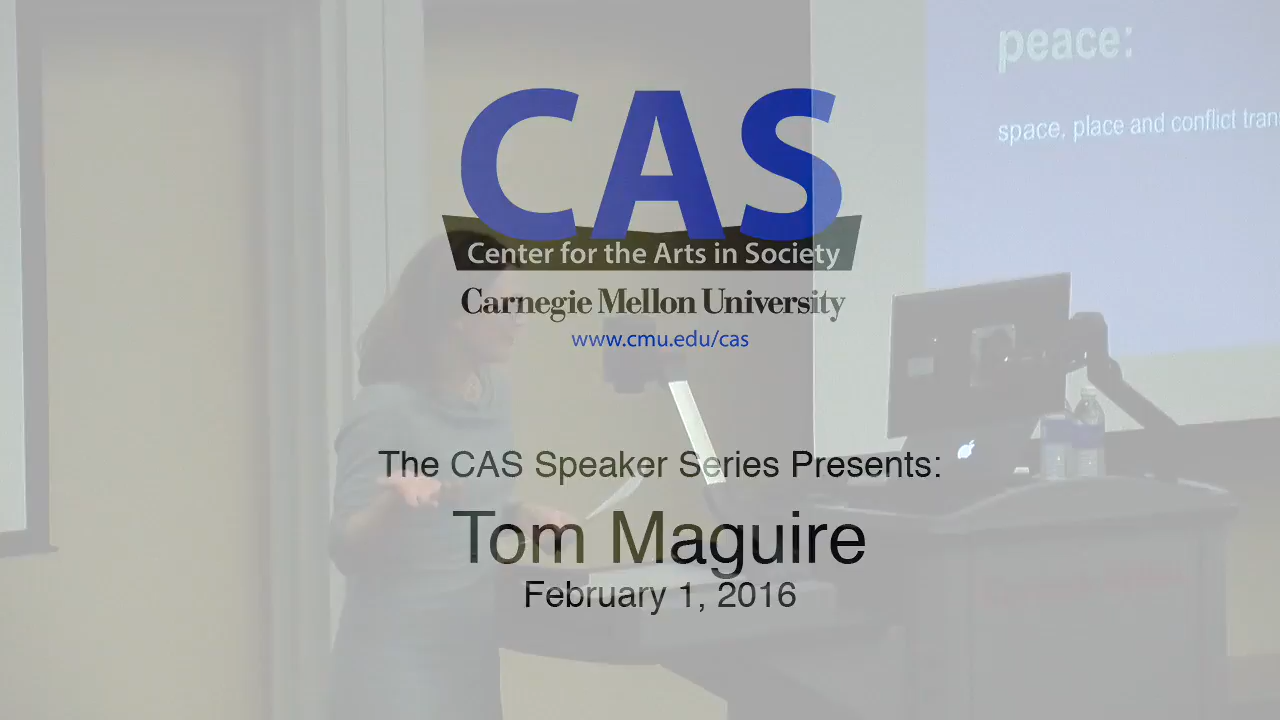 peace:
space, place and conflict
CAS
Center for the Arts in Society
Carnegie Mellon University
www.cmu.edu/cas
The CAS Speaker Series Presents:
Tom Maguire
February 1, 2016